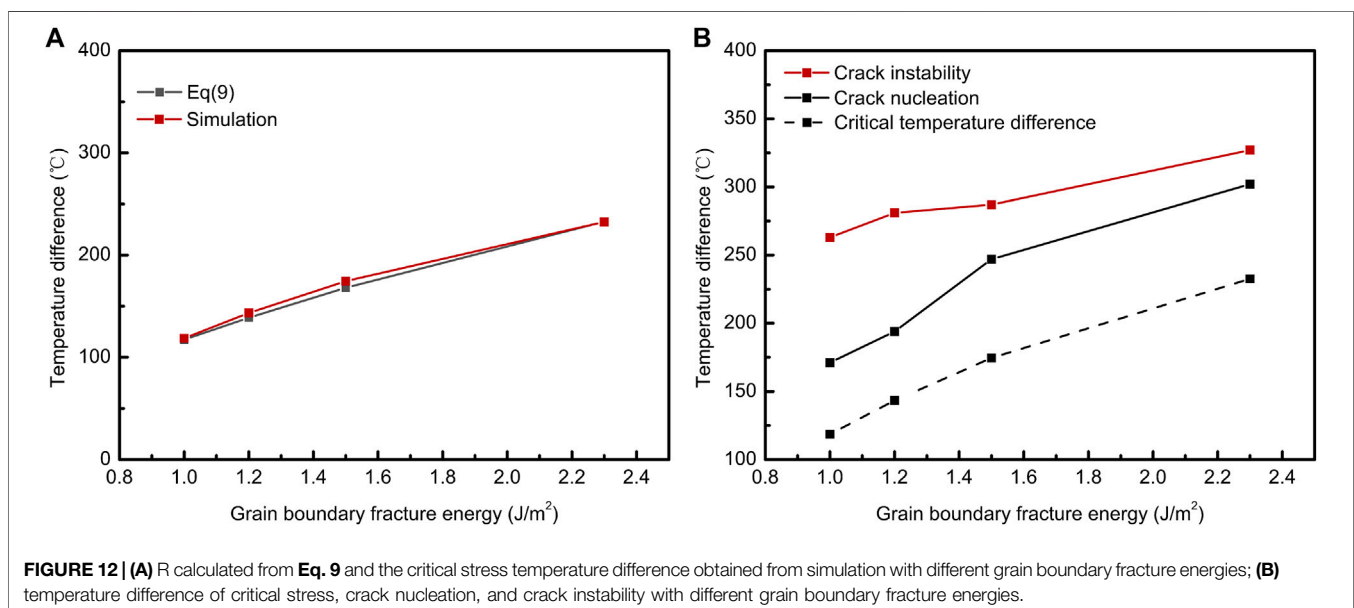 A
400
300
200
100
0
Temperature difference (℃)
Eq(9)
Simulation
0.8 1.0 1.2 1.4 1.6 1.8 2.0 2.2 2.4
Grain boundary fracture energy (J/m²)
B
400
350
300
250
200
150
100
Temperature difference (℃)
Crack instability
Crack nucleation
Critical temperature difference
0.8 1.0 1.2 1.4 1.6 1.8 2.0 2.2 2.4
Grain boundary fracture energy (J/m²)
FIGURE 12 | (A) R calculated from Eq. 9 and the critical stress temperature difference obtained from simulation with different grain boundary fracture energies; (B)
temperature difference of critical stress, crack nucleation, and crack instability with different grain boundary fracture energies.